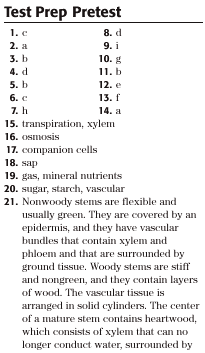 Test Prep Pretest
1. c
2. a
3. b
4. d
5. b
6. c
7. h
8. d
9. i
10. g
11. b
12. e
13. f
14. a
15. transpiration, xylem
16. osmosis
17. companion cells
18. sap
19. gas, mineral nutrients
20. sugar, starch, vascular
21. Nonwoody stems are flexible and
usually green. They are covered by an
epidermis, and they have vascular
bundles that contain xylem and
phloem and that are surrounded by
ground tissue. Woody stems are stiff
and nongreen, and they contain layers
of wood. The vascular tissue is
arranged in solid cylinders. The center
of a mature stem contains heartwood,
which consists of xylem that can no
longer conduct water, surrounded by